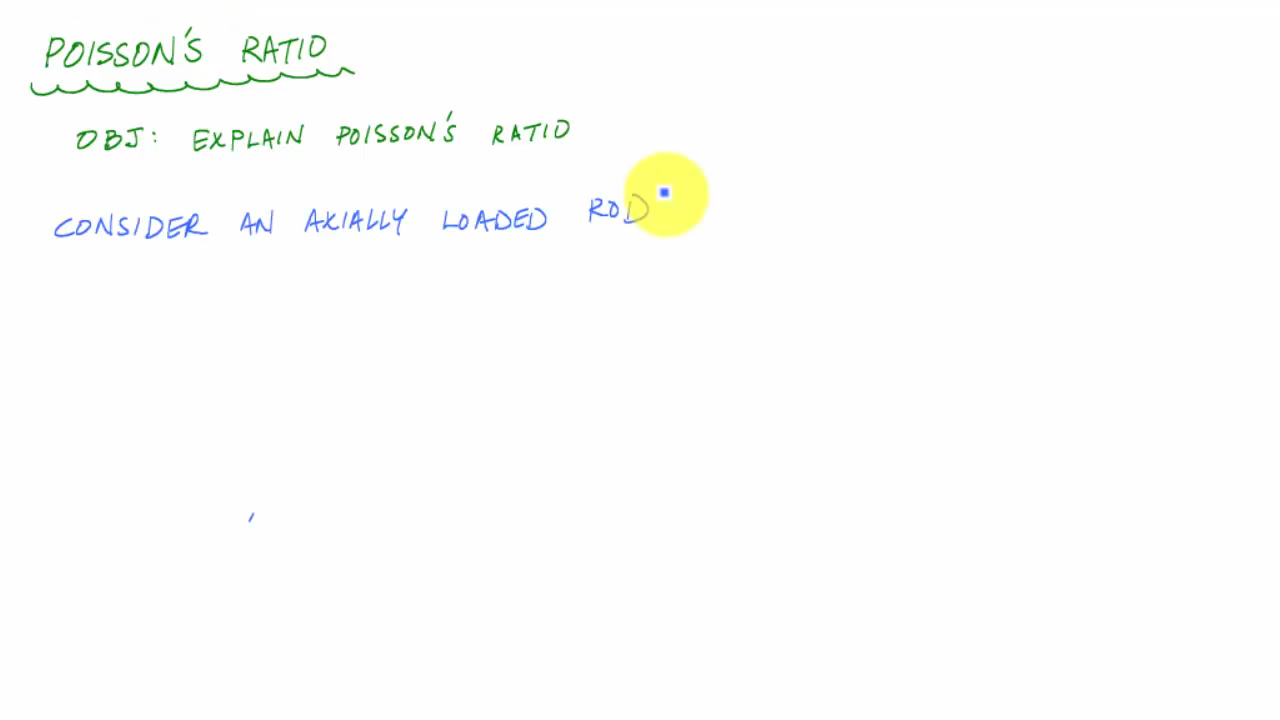 POISSON'S RATIO
OBJ: EXPLAIN POISSON'S RATIO
CONSIDER AN AXIALLY LOADED ROD